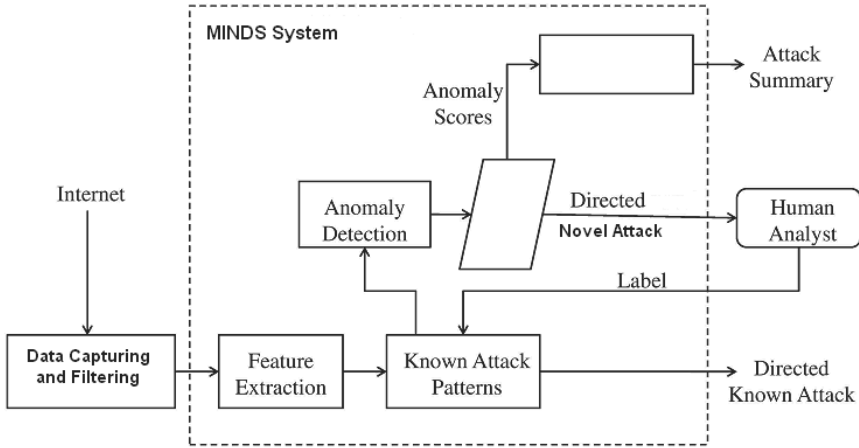 MINDS System
Attack
Summary
Anomaly
Scores
Internet
Anomaly
Detection
Directed
Novel Attack
Human
Analyst
Label
Data Capturing
and Filtering
Feature
Extraction
Known Attack
Patterns
Directed
Known Attack